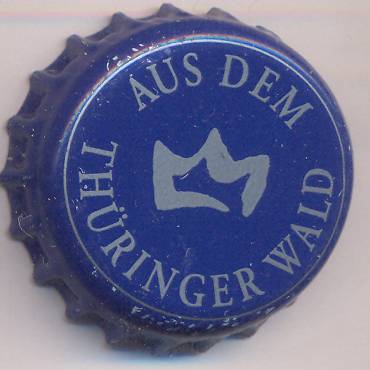 AUS DEM
THÜRINGER WALD